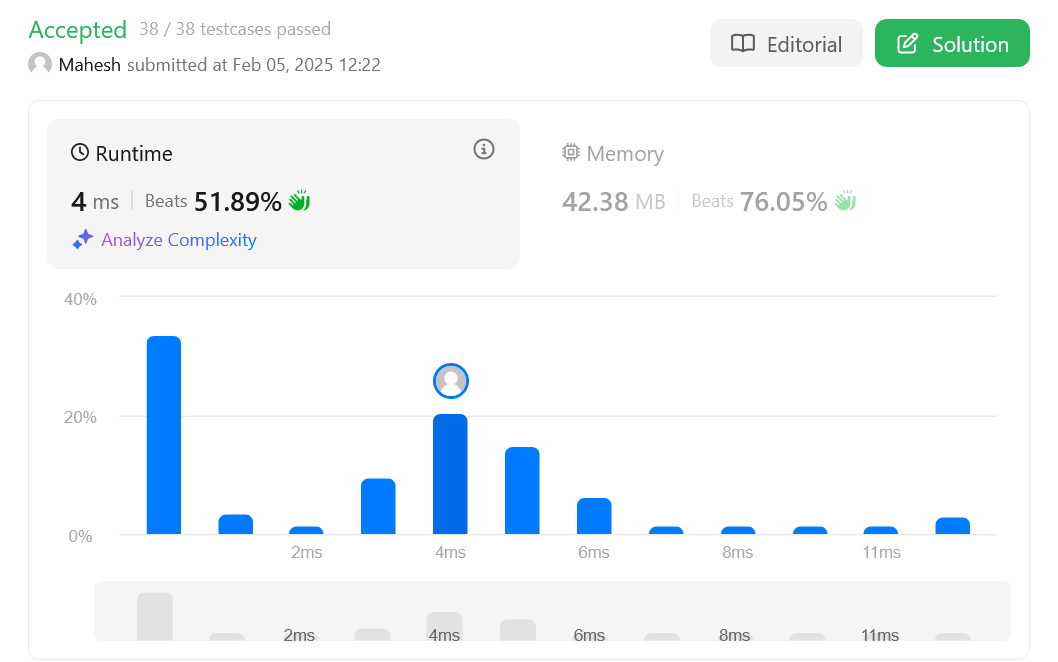 Accepted 38 / 38 testcases passed
Mahesh submitted at Feb 05, 2025 12:22
Editorial
Solution
Runtime
4 ms Beats 51.89%
Analyze Complexity
Memory
42.38 MB Beats 76.05%
40%
20%
0%
2ms 4ms 6ms 8ms 11ms
2ms 4ms 6ms 8ms 11ms